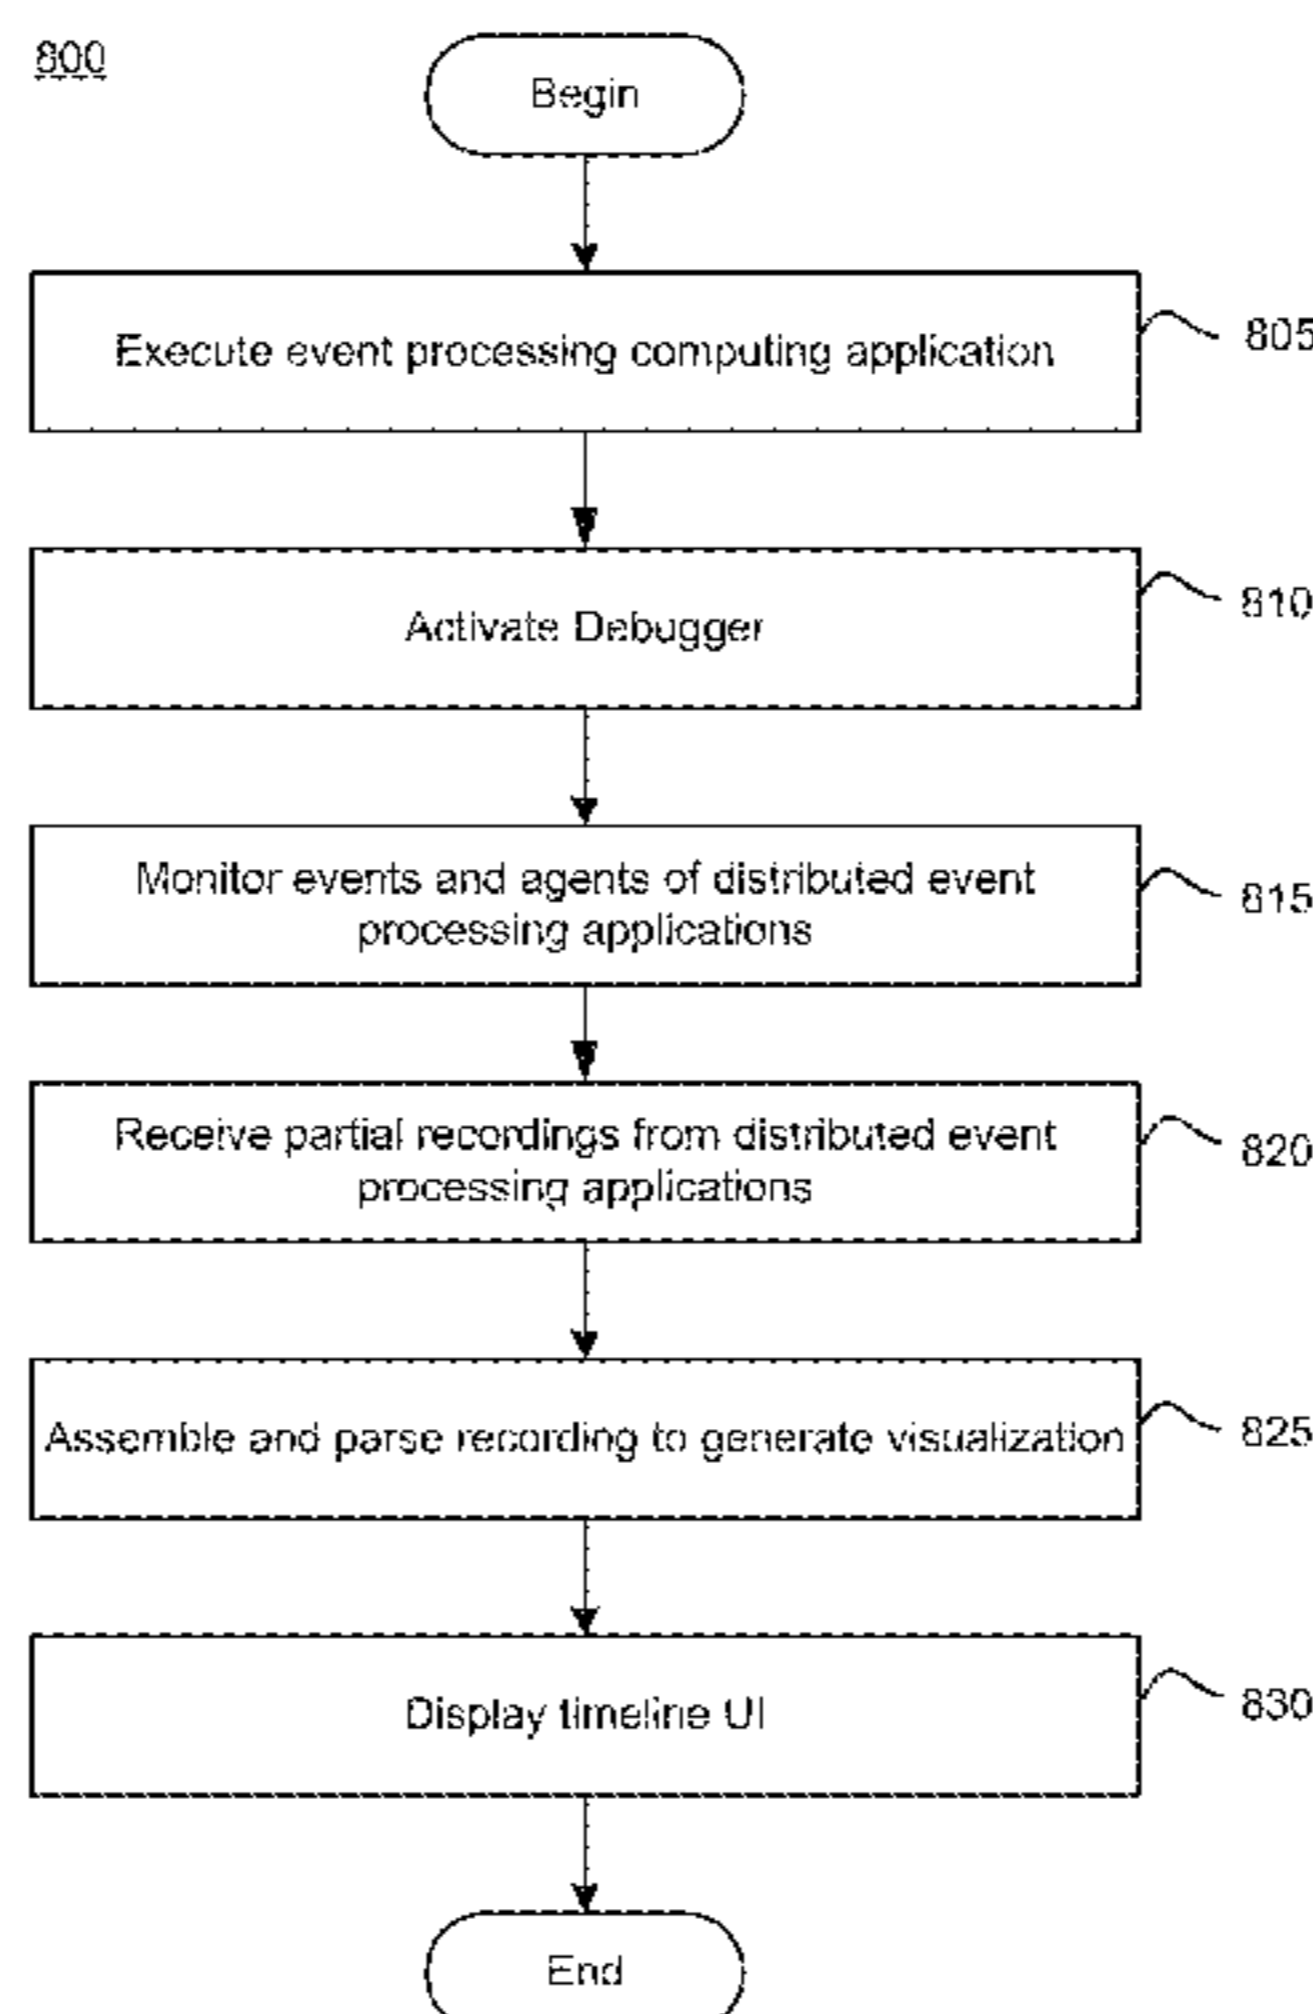 800
Begin
Execute event processing computing application
805
Activate Debugger
810
Monitor events and agents of distributed event
processing applications
815
Receive partial recordings from distributed event
processing applications
820
Assemble and parse recording to generate visualization
825
Display timeline UI
830
End